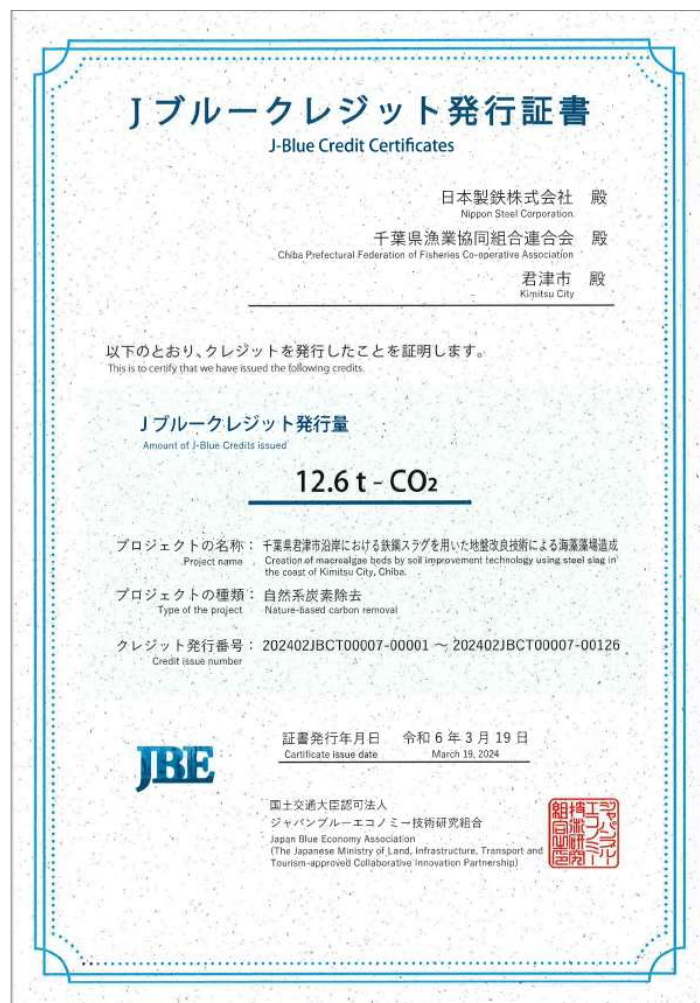 Jブルークレジット発行証書
J-Blue Credit Certificates
日本製鉄株式会社 殿
Nippon Steel Corporation
千葉県漁業協同組合連合会 殿
Chiba Prefectural Federation of Fisheries Co-operative Association
君津市 殿
Kimitsu City
以下のとおり、クレジットを発行したことを証明します。
This is to certify that we have issued the following credits.
Jブルークレジット発行量
Amount of J-Blue Credits issued
12.6 t - CO₂
プロジェクトの名称： 千葉県君津市沿岸における鉄鋼スラグを用いた地盤改良技術による海藻藻場造成
Project name Creation of macrealgae beds by soil improvement technology using steel slag in
the coast of Kimitsu City, Chiba.
プロジェクトの種類： 自然系炭素除去
Type of the project Nature-based carbon removal
クレジット発行番号： 202402JBCT00007-00001 ～ 202402JBCT00007-00126
Credit issue number
証書発行年月日 令和 6 年 3 月 19 日
Cartificate issue date March 19, 2024
JBE
国土交通大臣認可法人
ジャパンブルーエコノミー技術研究組合
Japan Blue Economy Association
(The Japanese Ministry of Land, Infrastructure, Transport and
Tourism-approved Collaborative Innovation Partnership)